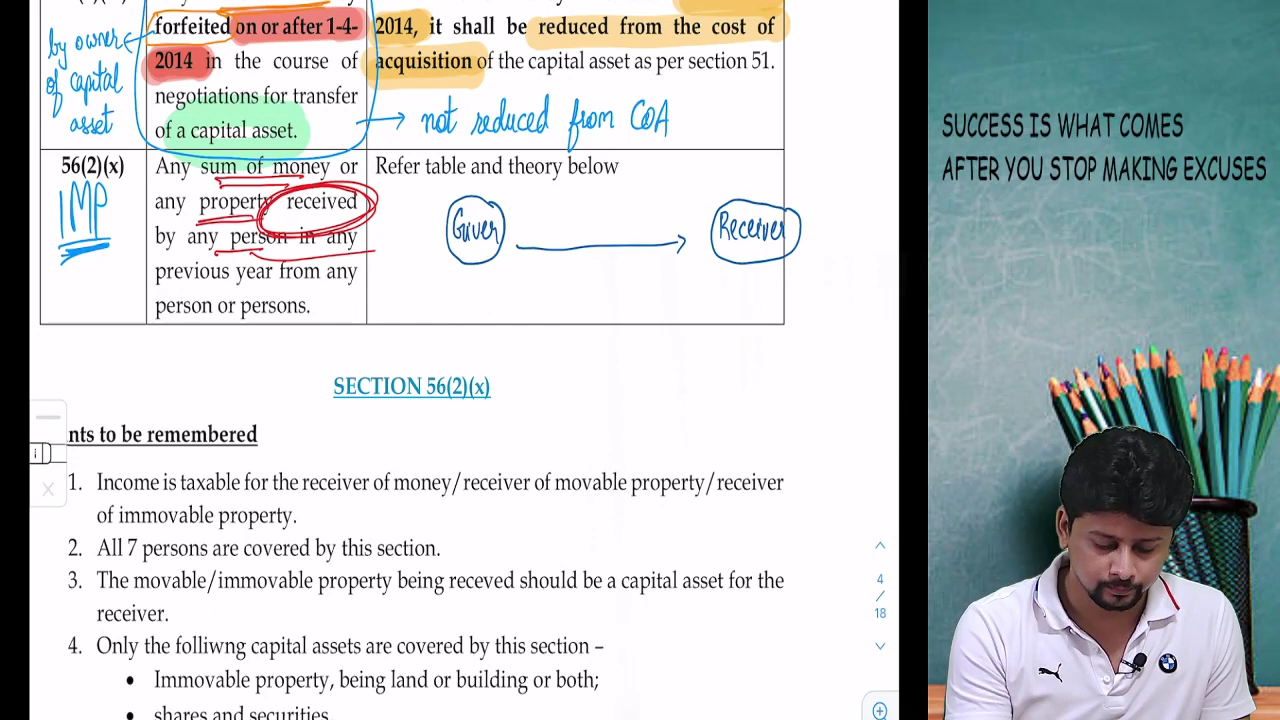 forfeited on or after 1-4-
2014 in the course of
negotiations for transfer
of a capital asset.
2014, it shall be reduced from the cost of
acquisition of the capital asset as per section 51.
by owner
of capital
asset
not reduced from CoA
56(2)(x)
IMP
Any sum of money or
any property received
by any person in any
previous year from any
person or persons.
Refer table and theory below
Giver
Receiver
SECTION 56(2)(x)
nts to be remembered
1. Income is taxable for the receiver of money/receiver of movable property/receiver
of immovable property.
2. All 7 persons are covered by this section.
3. The movable/immovable property being receved should be a capital asset for the
receiver.
4. Only the folliwng capital assets are covered by this section –
• Immovable property, being land or building or both;
• shares and securities
4
/
18
SUCCESS IS WHAT COMES
AFTER YOU STOP MAKING EXCUSES
PUMA
BMW